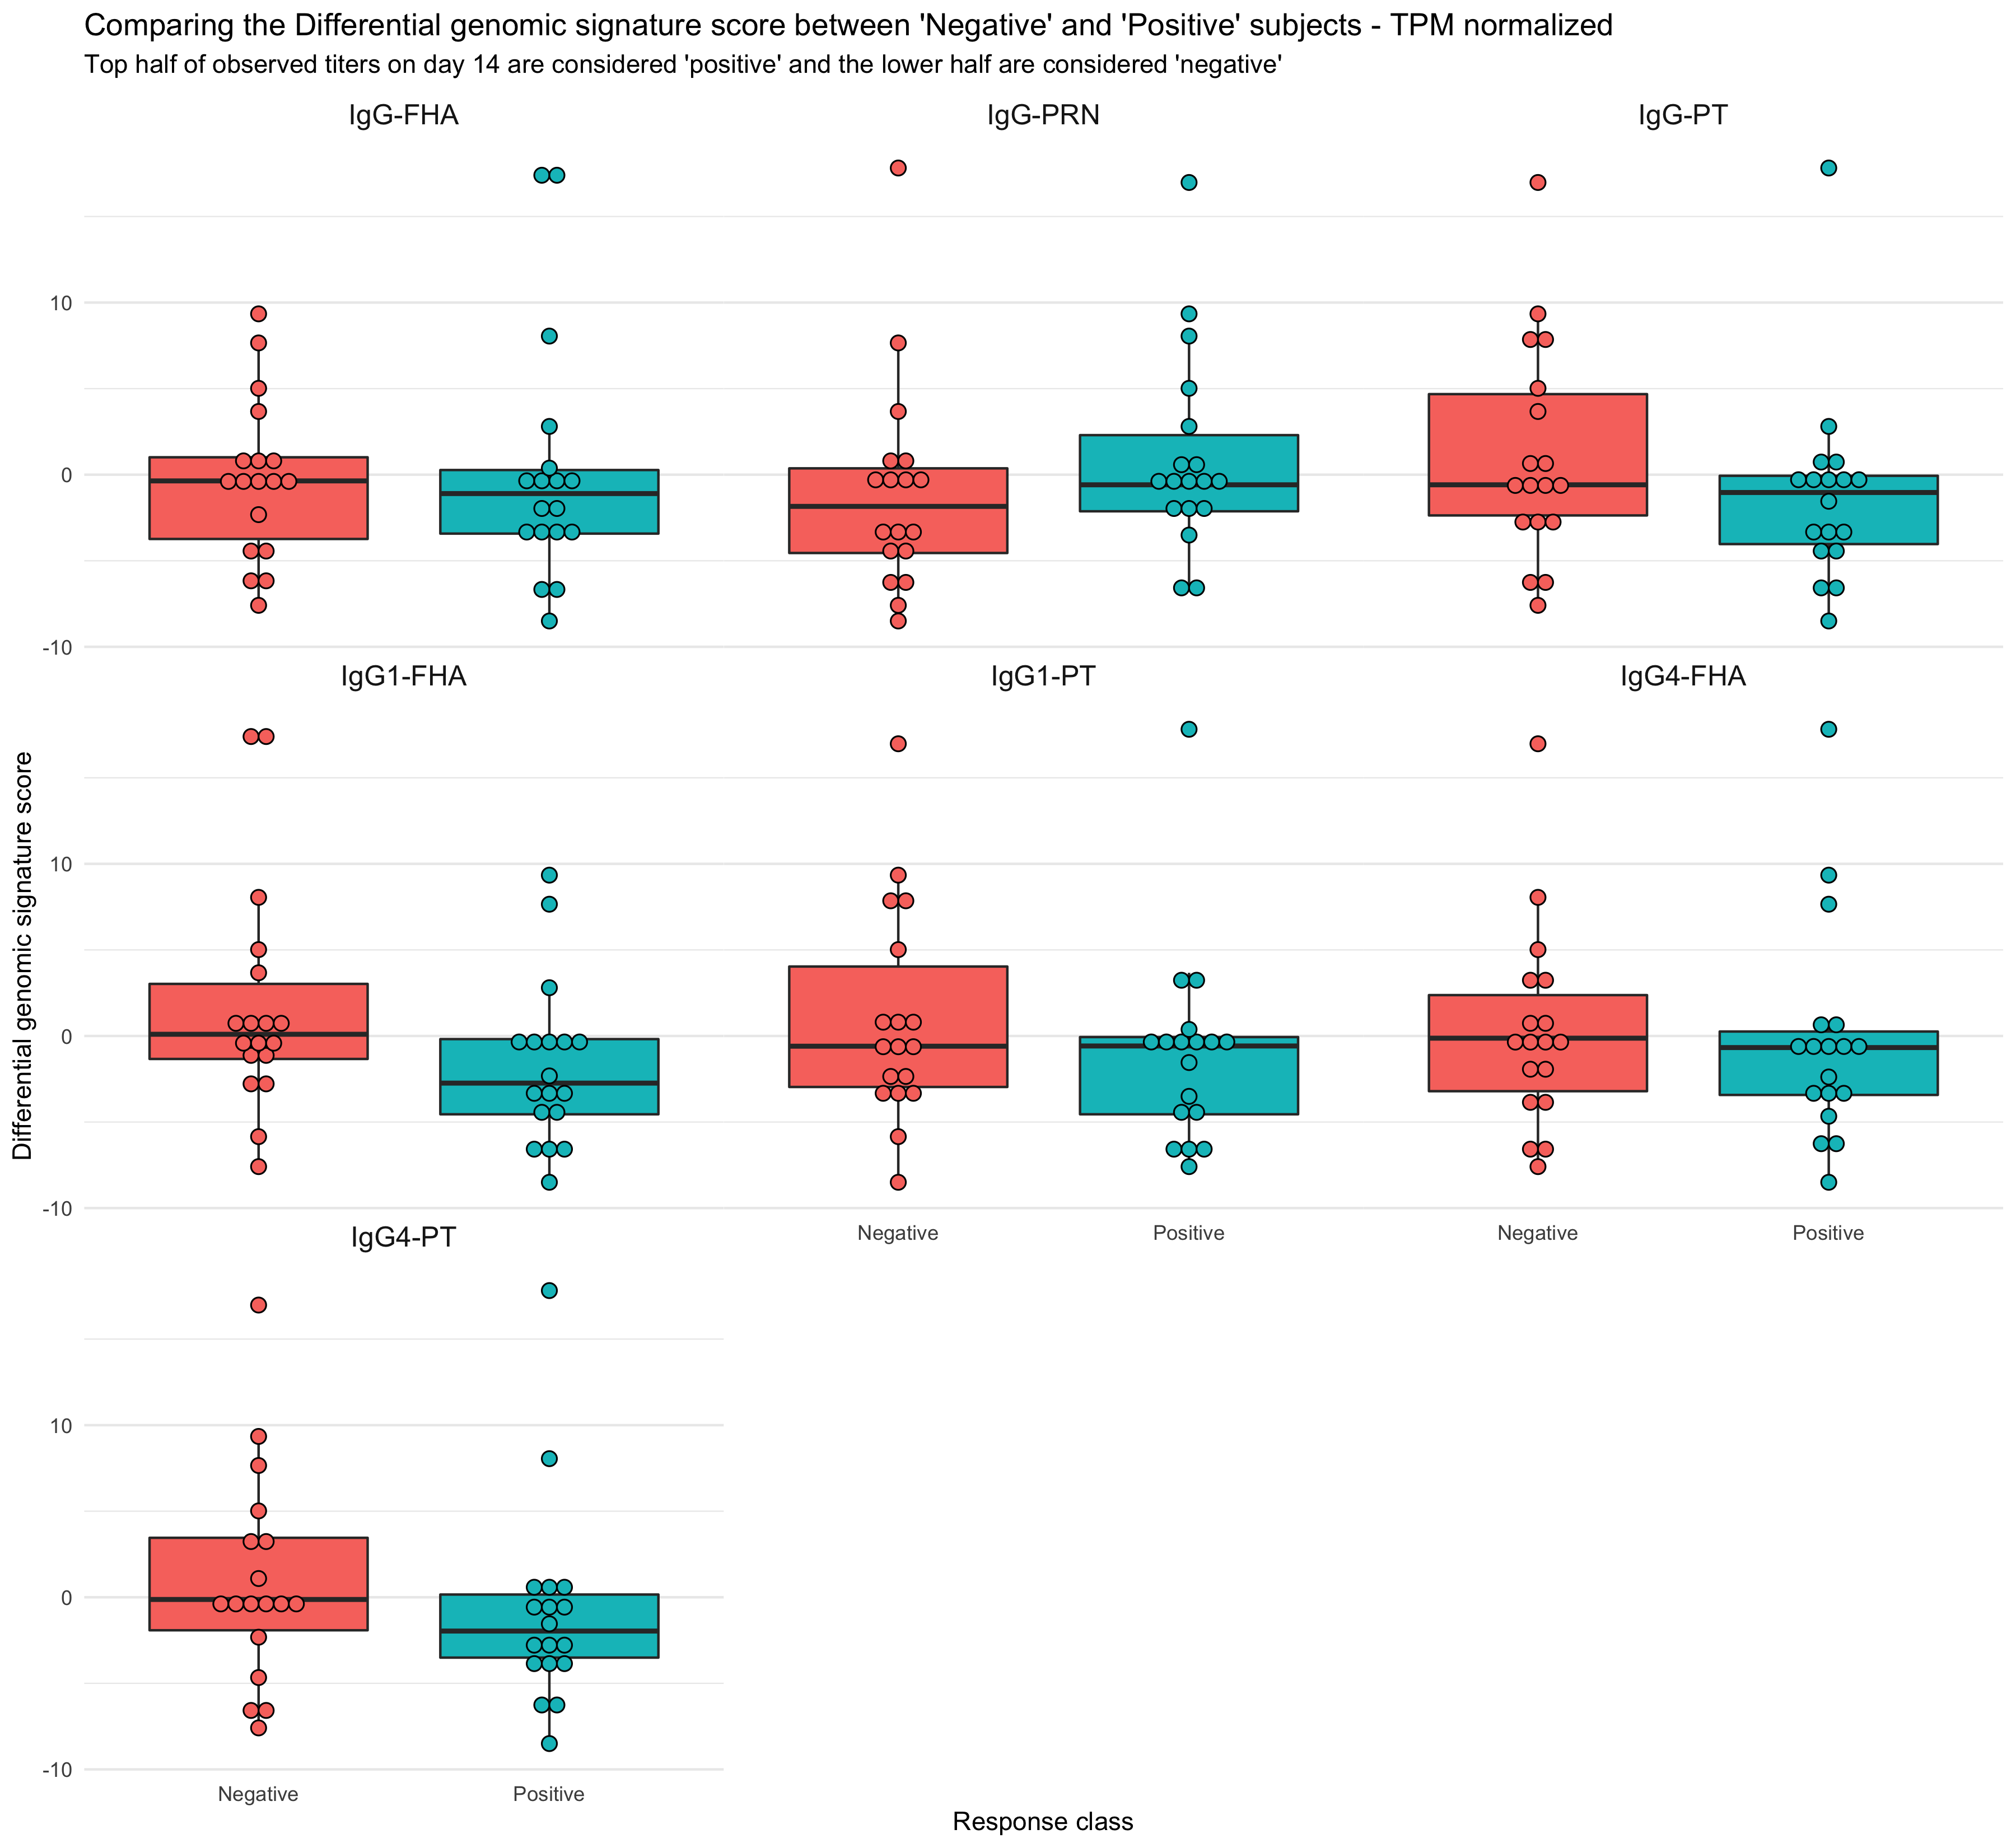 Comparing the Differential genomic signature score between 'Negative' and 'Positive' subjects - TPM normalized
Top half of observed titers on day 14 are considered 'positive' and the lower half are considered 'negative'
IgG-FHA
IgG-PRN
IgG-PT
10
0
-10
IgG1-FHA
IgG1-PT
IgG4-FHA
10
0
-10
Negative
Positive
Negative
Positive
IgG4-PT
10
0
-10
Negative
Positive
Differential genomic signature score
Response class